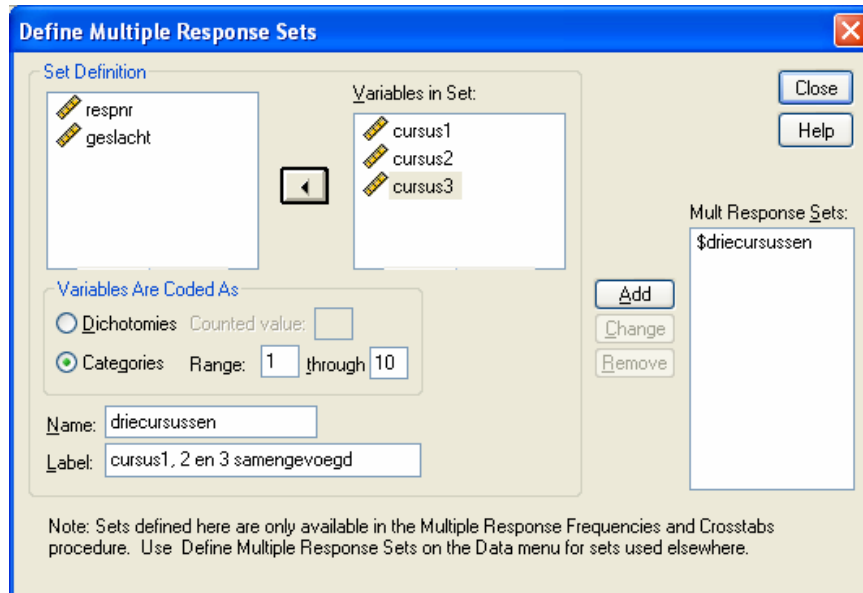 Define Multiple Response Sets
Set Definition
respnr
geslacht
Variables in Set:
cursus1
cursus2
cursus3
Close
Help
Mult Response Sets:
$driecursussen
Variables Are Coded As
Dichotomies Counted value:
Categories Range: 1 through 10
Add
Change
Remove
Name: driecursussen
Label: cursus1, 2 en 3 samengevoegd
Note: Sets defined here are only available in the Multiple Response Frequencies and Crosstabs
procedure. Use Define Multiple Response Sets on the Data menu for sets used elsewhere.